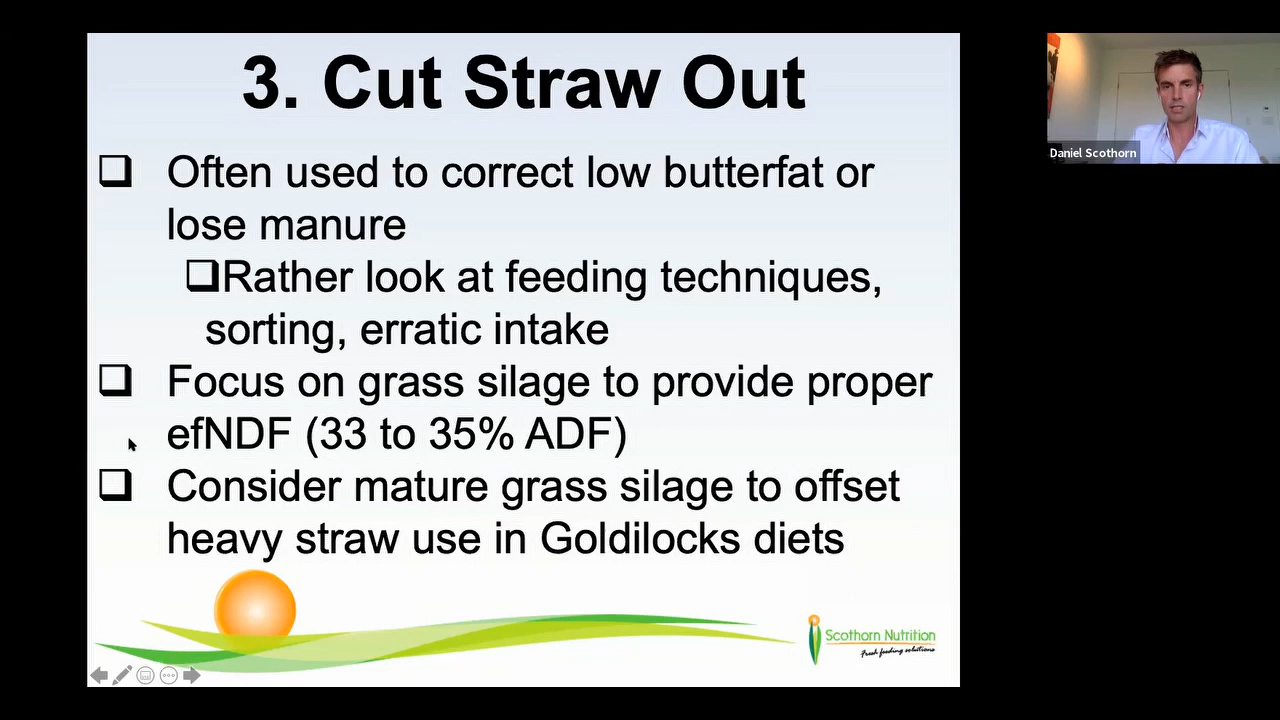 3. Cut Straw Out
Often used to correct low butterfat or
lose manure
Rather look at feeding techniques,
sorting, erratic intake
Focus on grass silage to provide proper
efNDF (33 to 35% ADF)
Consider mature grass silage to offset
heavy straw use in Goldilocks diets
Scothorn Nutrition
Fresh feeding solutions
Daniel Scothorn